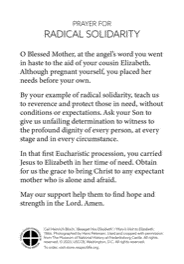 PRAYER FOR
RADICAL SOLIDARITY
O Blessed Mother, at the angel's word you went
in haste to the aid of your cousin Elizabeth.
Although pregnant yourself, you placed her
needs before your own.
By your example of radical solidarity, teach us
to reverence and protect those in need, without
conditions or expectations. Ask your Son to
give us unfailing determination to witness to
the profound dignity of every person, at every
stage and in every circumstance.
In that first Eucharistic procession, you carried
Jesus to Elizabeth in her time of need. Obtain
for us the grace to bring Christ to any expectant
mother who is alone and afraid.
May our support help them to find hope and
strength in the Lord. Amen.